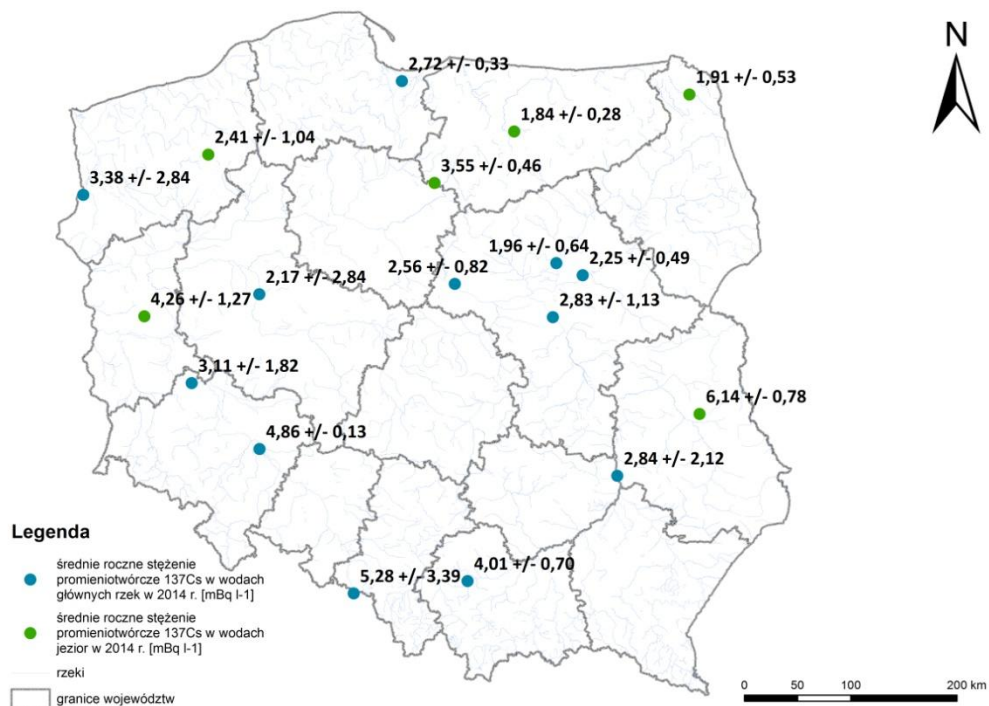 N
2,72 +/- 0,33
1,91 +/- 0,53
1,84 +/- 0,28
2,41 +/- 1,04
3,55 +/- 0,46
3,38 +/- 2,84
1,96 +/- 0,64
2,25 +/- 0,49
2,17 +/- 2,84
2,56 +/- 0,82
4,26 +/- 1,27
2,83 +/- 1,13
3,11 +/- 1,82
6,14 +/- 0,78
4,86 +/- 0,13
2,84 +/- 2,12
4,01 +/- 0,70
5,28 +/- 3,39
Legenda
średnie roczne stężenie
promieniotwórcze 137Cs w wodach
głównych rzek w 2014 r. [mBq l-1]
średnie roczne stężenie
promieniotwórcze 137Cs w wodach
jezior w 2014 r. [mBq l-1]
rzeki
granice województw
0 50 100 200 km